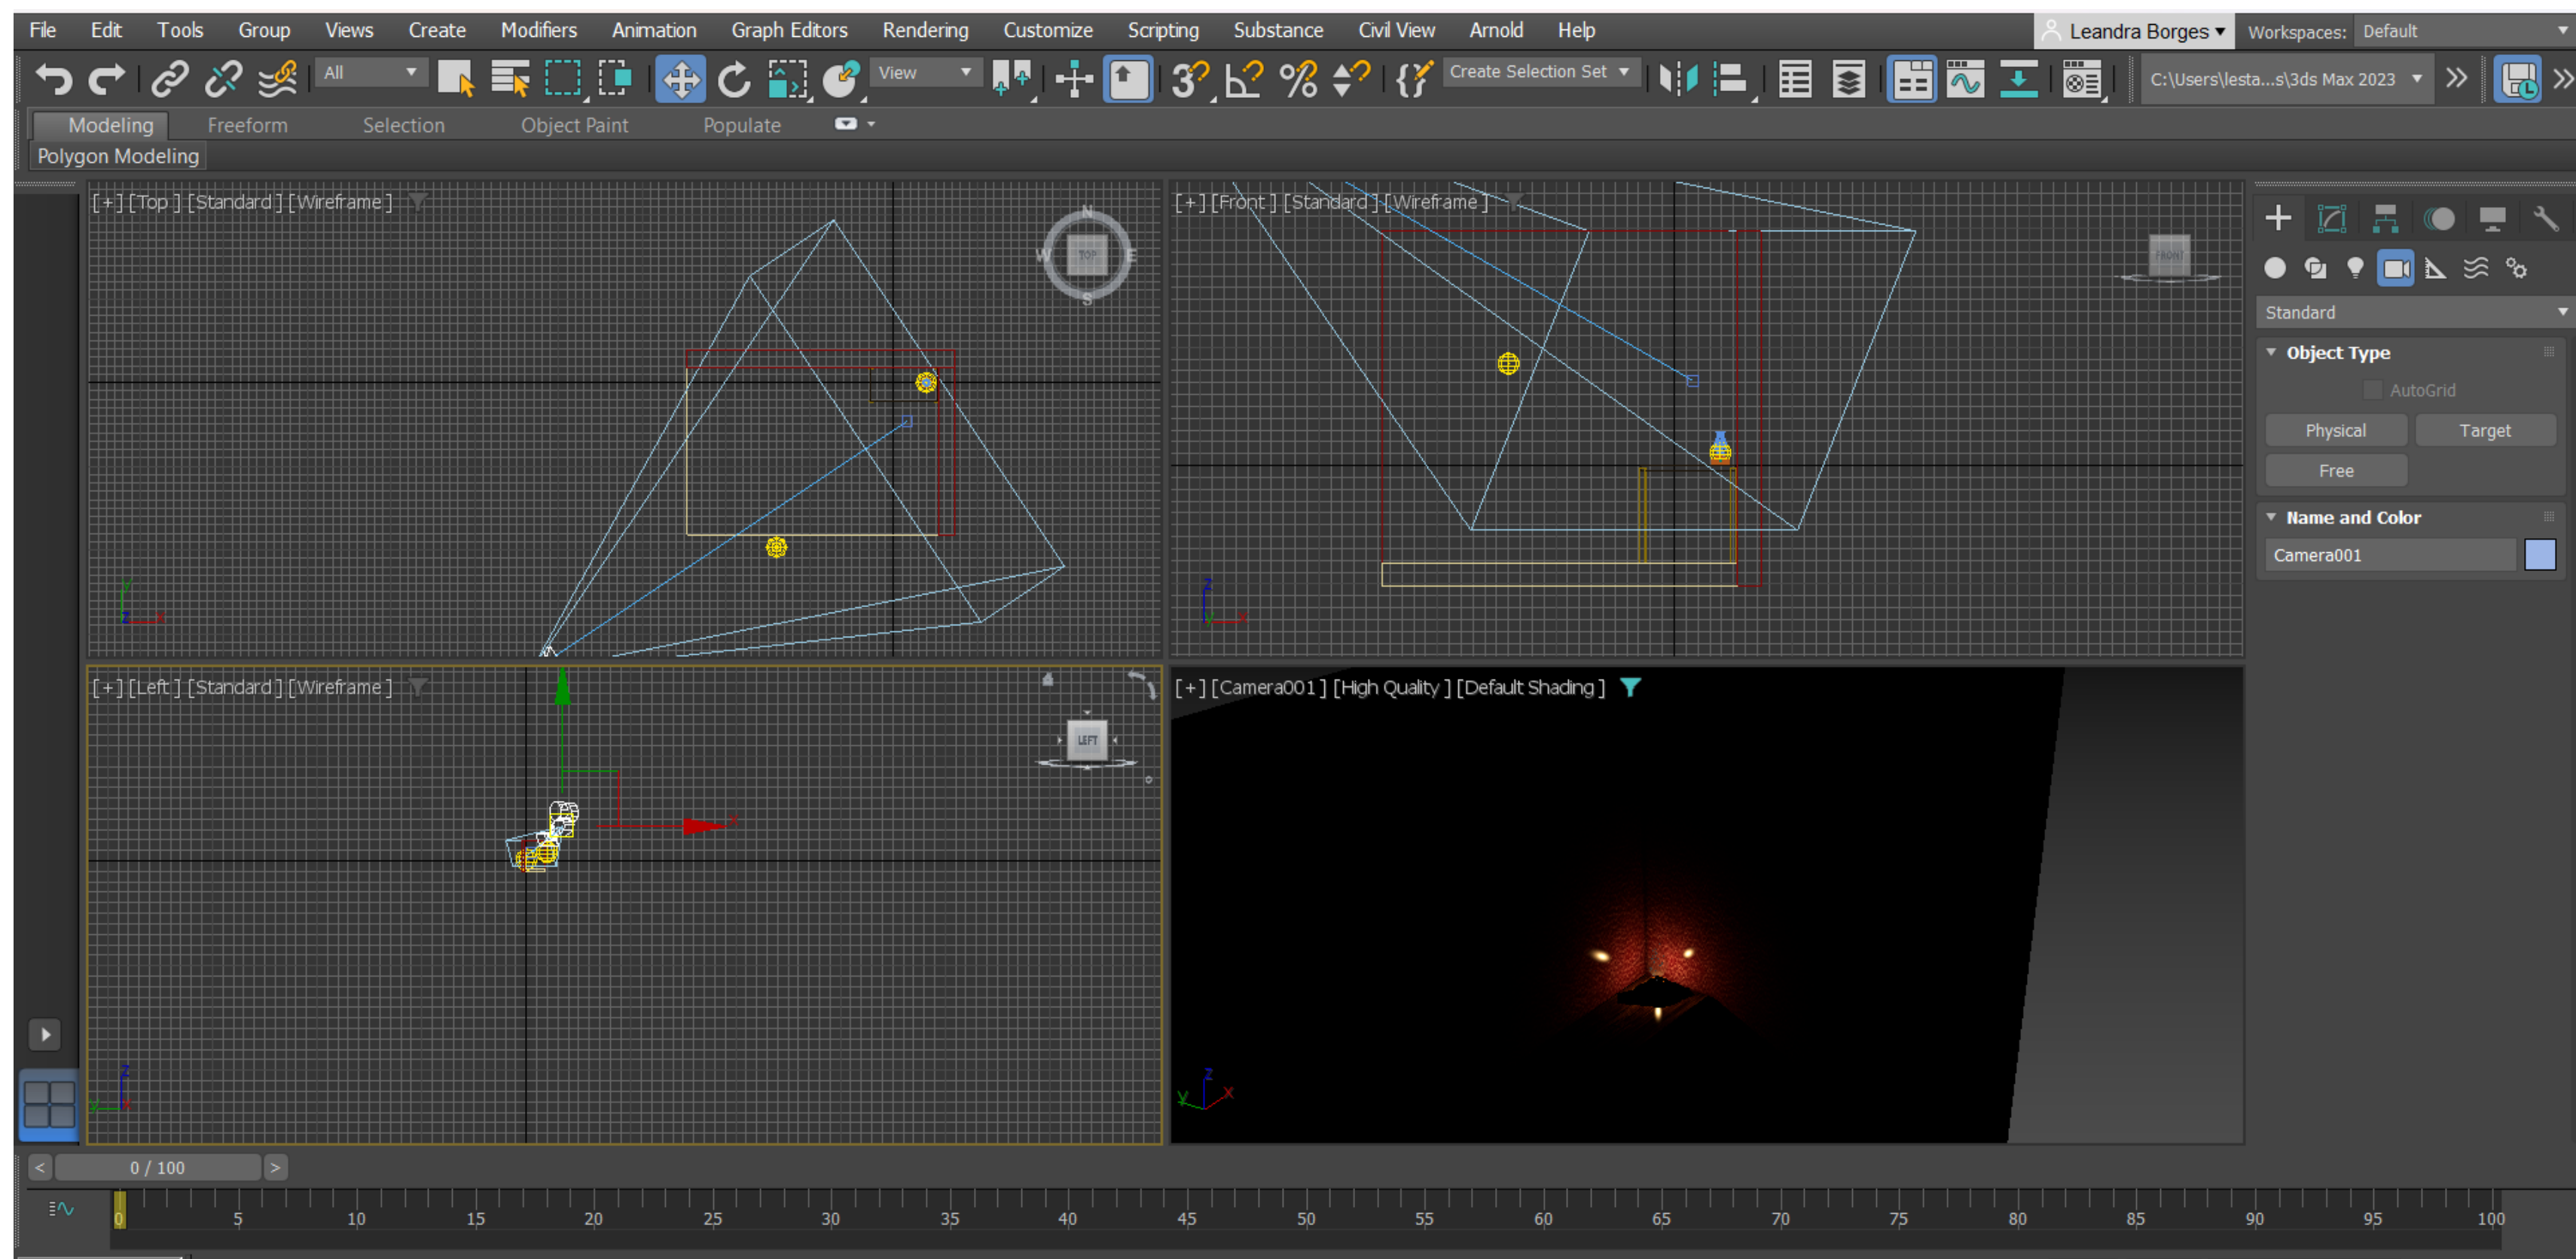 File Edit Tools Group Views Create Modifiers Animation Graph Editors Rendering Customize Scripting Substance Civil View Arnold Help Leandra Borges Workspaces: Default
All View 3 Create Selection Set C:\Users\lesta...s\3ds Max 2023
Modeling Freeform Selection Object Paint Populate
Polygon Modeling
[+] [Top ] [Standard ] [Wireframe ]
N
W TOP E
S
y
z x
[+] [Front ] [Standard ] [Wireframe ]
FRONT
z
y x
[+] [Left ] [Standard ] [Wireframe ]
LEFT
x
z
y x
[+] [Camera001 ] [High Quality ] [Default Shading ]
z
y x
Standard
Object Type
AutoGrid
Physical Target
Free
Name and Color
Camera001
< 0 / 100 >
0 5 10 15 20 25 30 35 40 45 50 55 60 65 70 75 80 85 90 95 100